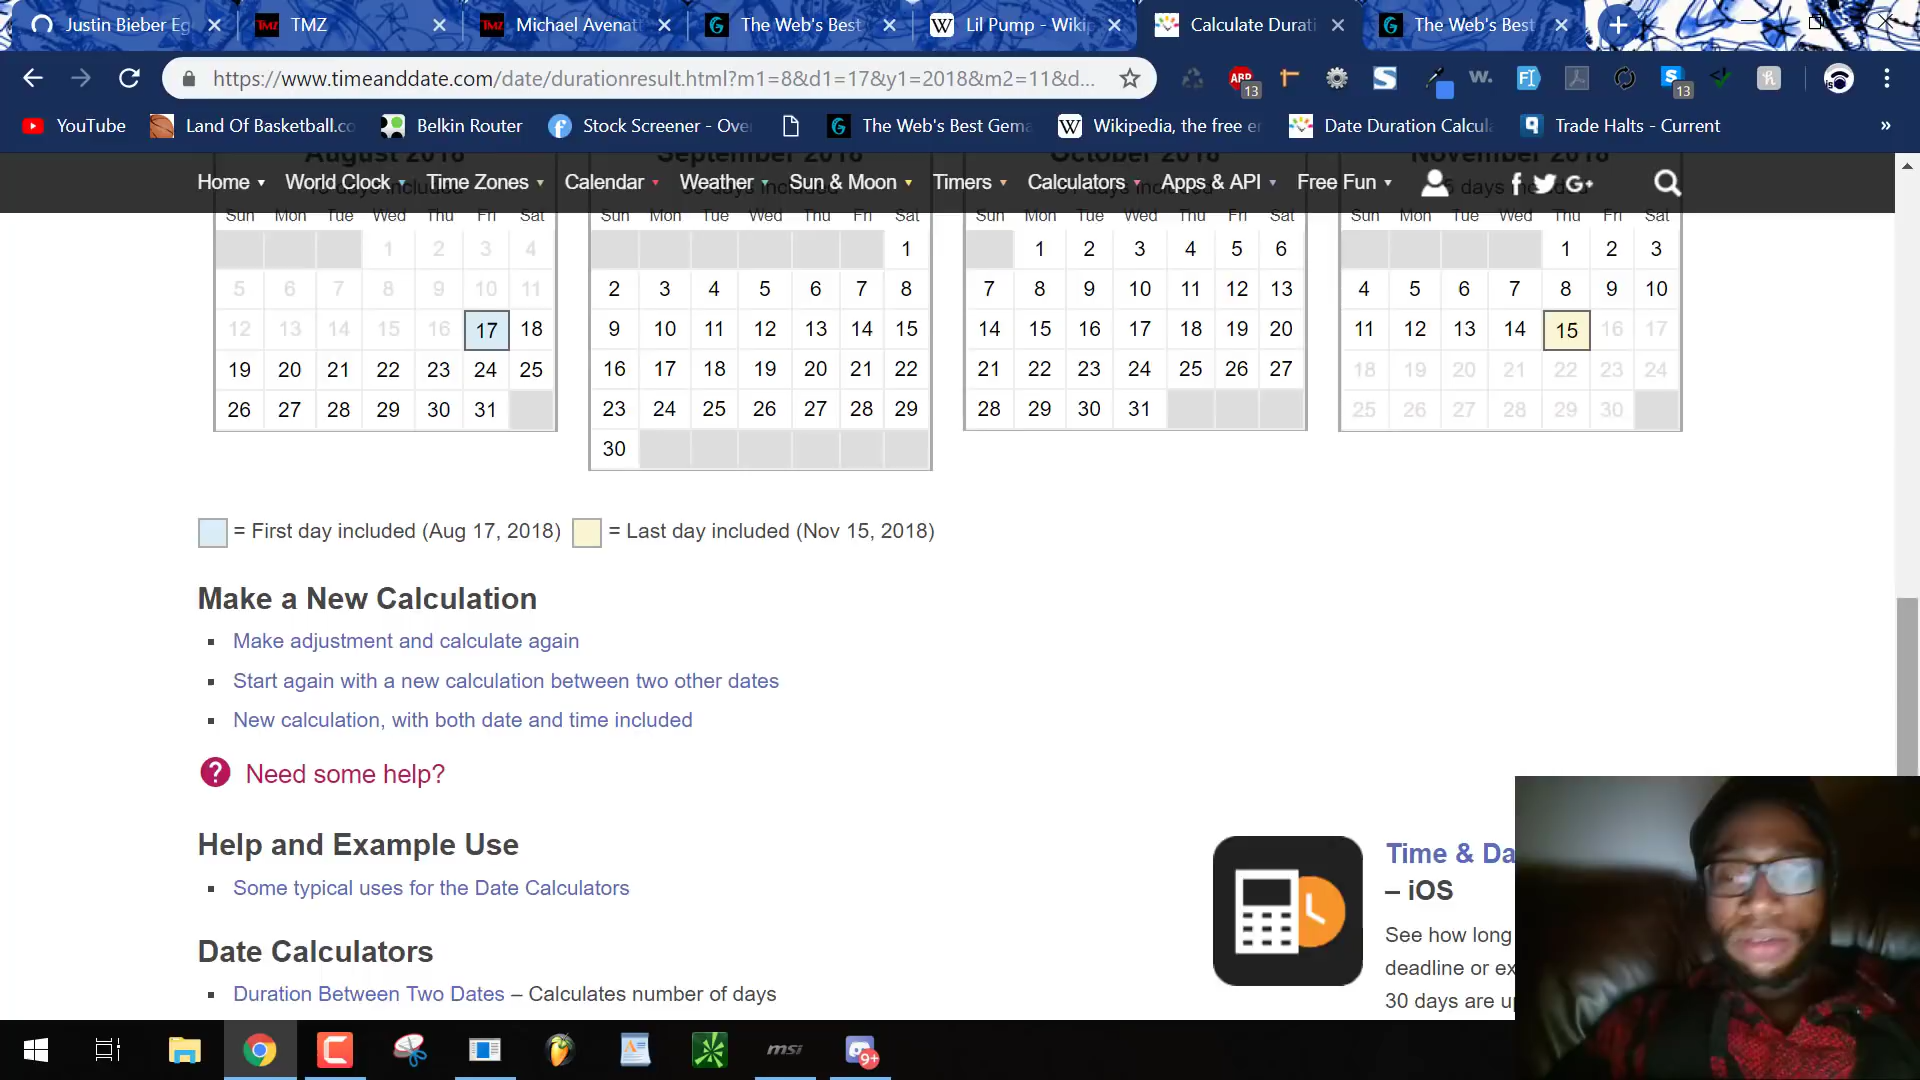 Justin Bieber Eg
TMZ
Michael Avenat
The Web's Best
Lil Pump - Wiki
Calculate Durati
The Web's Best
https://www.timeanddate.com/date/durationresult.html?m1=8&d1=17&y1=2018&m2=11&d...
ABP
13
13
YouTube
Land Of Basketball.co
Belkin Router
Stock Screener - Ove
The Web's Best Gema
Wikipedia, the free e
Date Duration Calcul
Trade Halts - Current
»
August 2018 September 2018 October 2018 November 2018
Home World Clock Time Zones Calendar Weather Sun & Moon Timers Calculators Apps & API Free Fun
Sun Mon Tue Wed Thu Fri Sat
1 2 3 4
5 6 7 8 9 10 11
12 13 14 15 16 17 18
19 20 21 22 23 24 25
26 27 28 29 30 31
Sun Mon Tue Wed Thu Fri Sat
1
2 3 4 5 6 7 8
9 10 11 12 13 14 15
16 17 18 19 20 21 22
23 24 25 26 27 28 29
30
Sun Mon Tue Wed Thu Fri Sat
1 2 3 4 5 6
7 8 9 10 11 12 13
14 15 16 17 18 19 20
21 22 23 24 25 26 27
28 29 30 31
Sun Mon Tue Wed Thu Fri Sat
1 2 3
4 5 6 7 8 9 10
11 12 13 14 15 16 17
18 19 20 21 22 23 24
25 26 27 28 29 30
= First day included (Aug 17, 2018) = Last day included (Nov 15, 2018)
Make a New Calculation
Make adjustment and calculate again
Start again with a new calculation between two other dates
New calculation, with both date and time included
Need some help?
Help and Example Use
Some typical uses for the Date Calculators
Date Calculators
Duration Between Two Dates – Calculates number of days
Time & Da
– iOS
See how long
deadline or ex
30 days are u
msi
9+